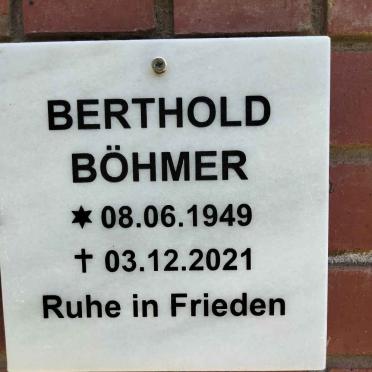 BERTHOLD
BÖHMER
✶ 08.06.1949
† 03.12.2021
Ruhe in Frieden